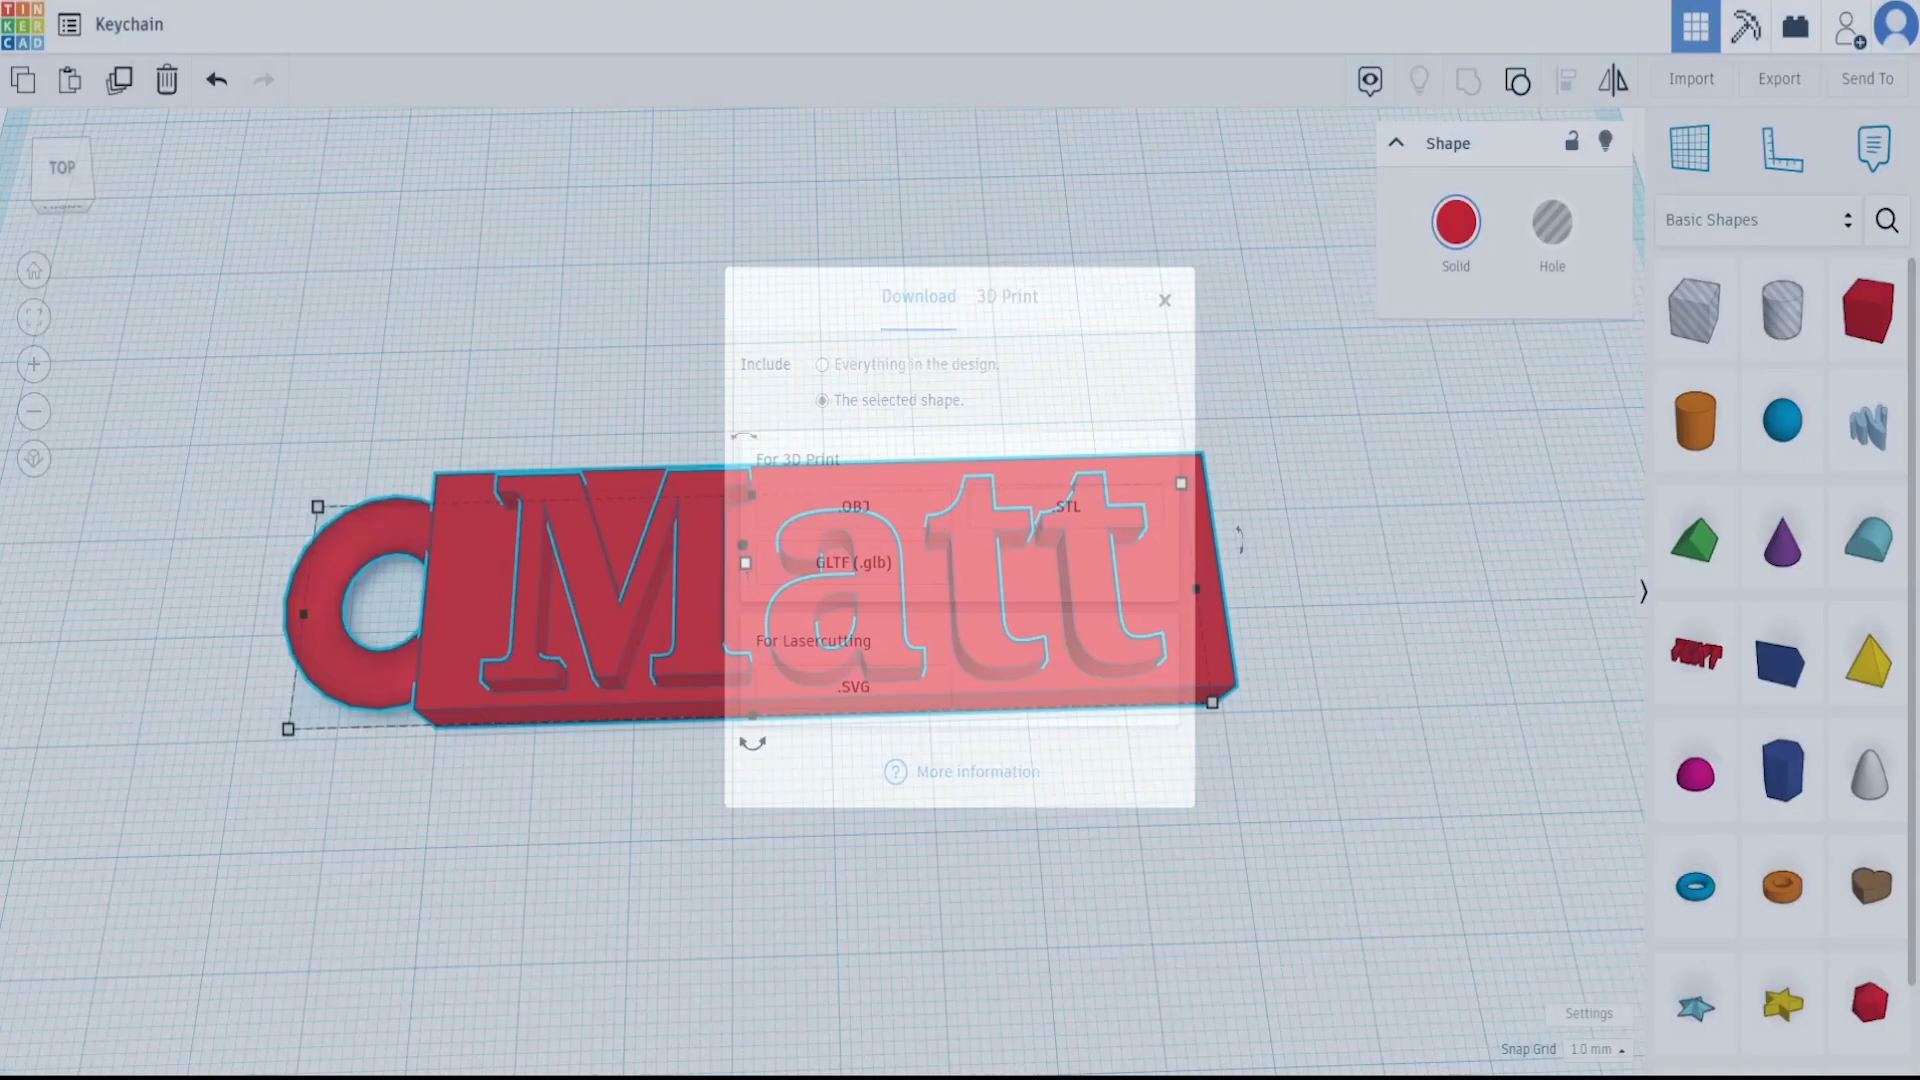 TIN
KER
CAD
Keychain
Import
Export
Send To
TOP
Shape
Solid
Hole
Basic Shapes
Download
3D Print
Include
Everything in the design.
The selected shape.
For 3D Print
.OBJ
.STL
GLTF (.glb)
For Lasercutting
.SVG
? More information
Matt
TEXT
Settings
Snap Grid 1.0 mm